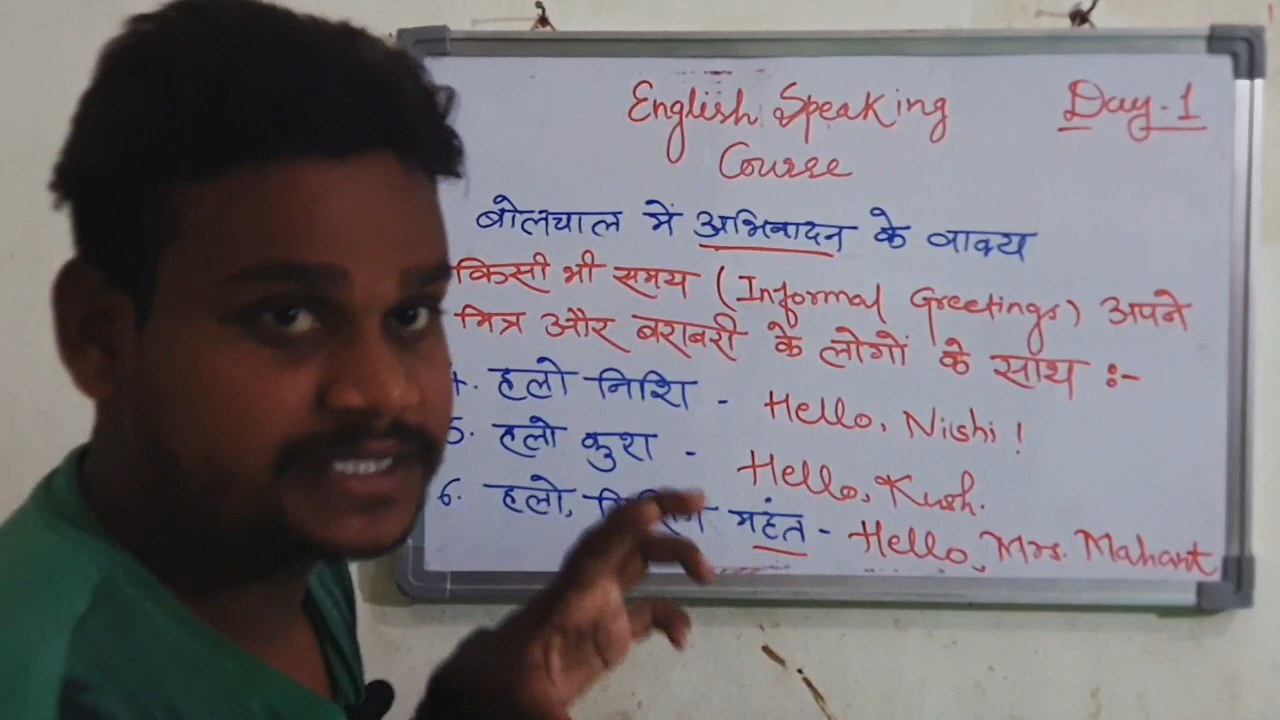 English Speaking Day-1
Course
बोलचाल में अभिवादन के वाक्य
किसी भी समय (Informal Greetings) अपने
मित्र और बराबरी के लोगों के साथ :-
4. हलो निशि - Hello, Nishi !
5. हलो कुश - Hello, Kush.
6. हलो, महंत - Hello, Mrs. Mahant